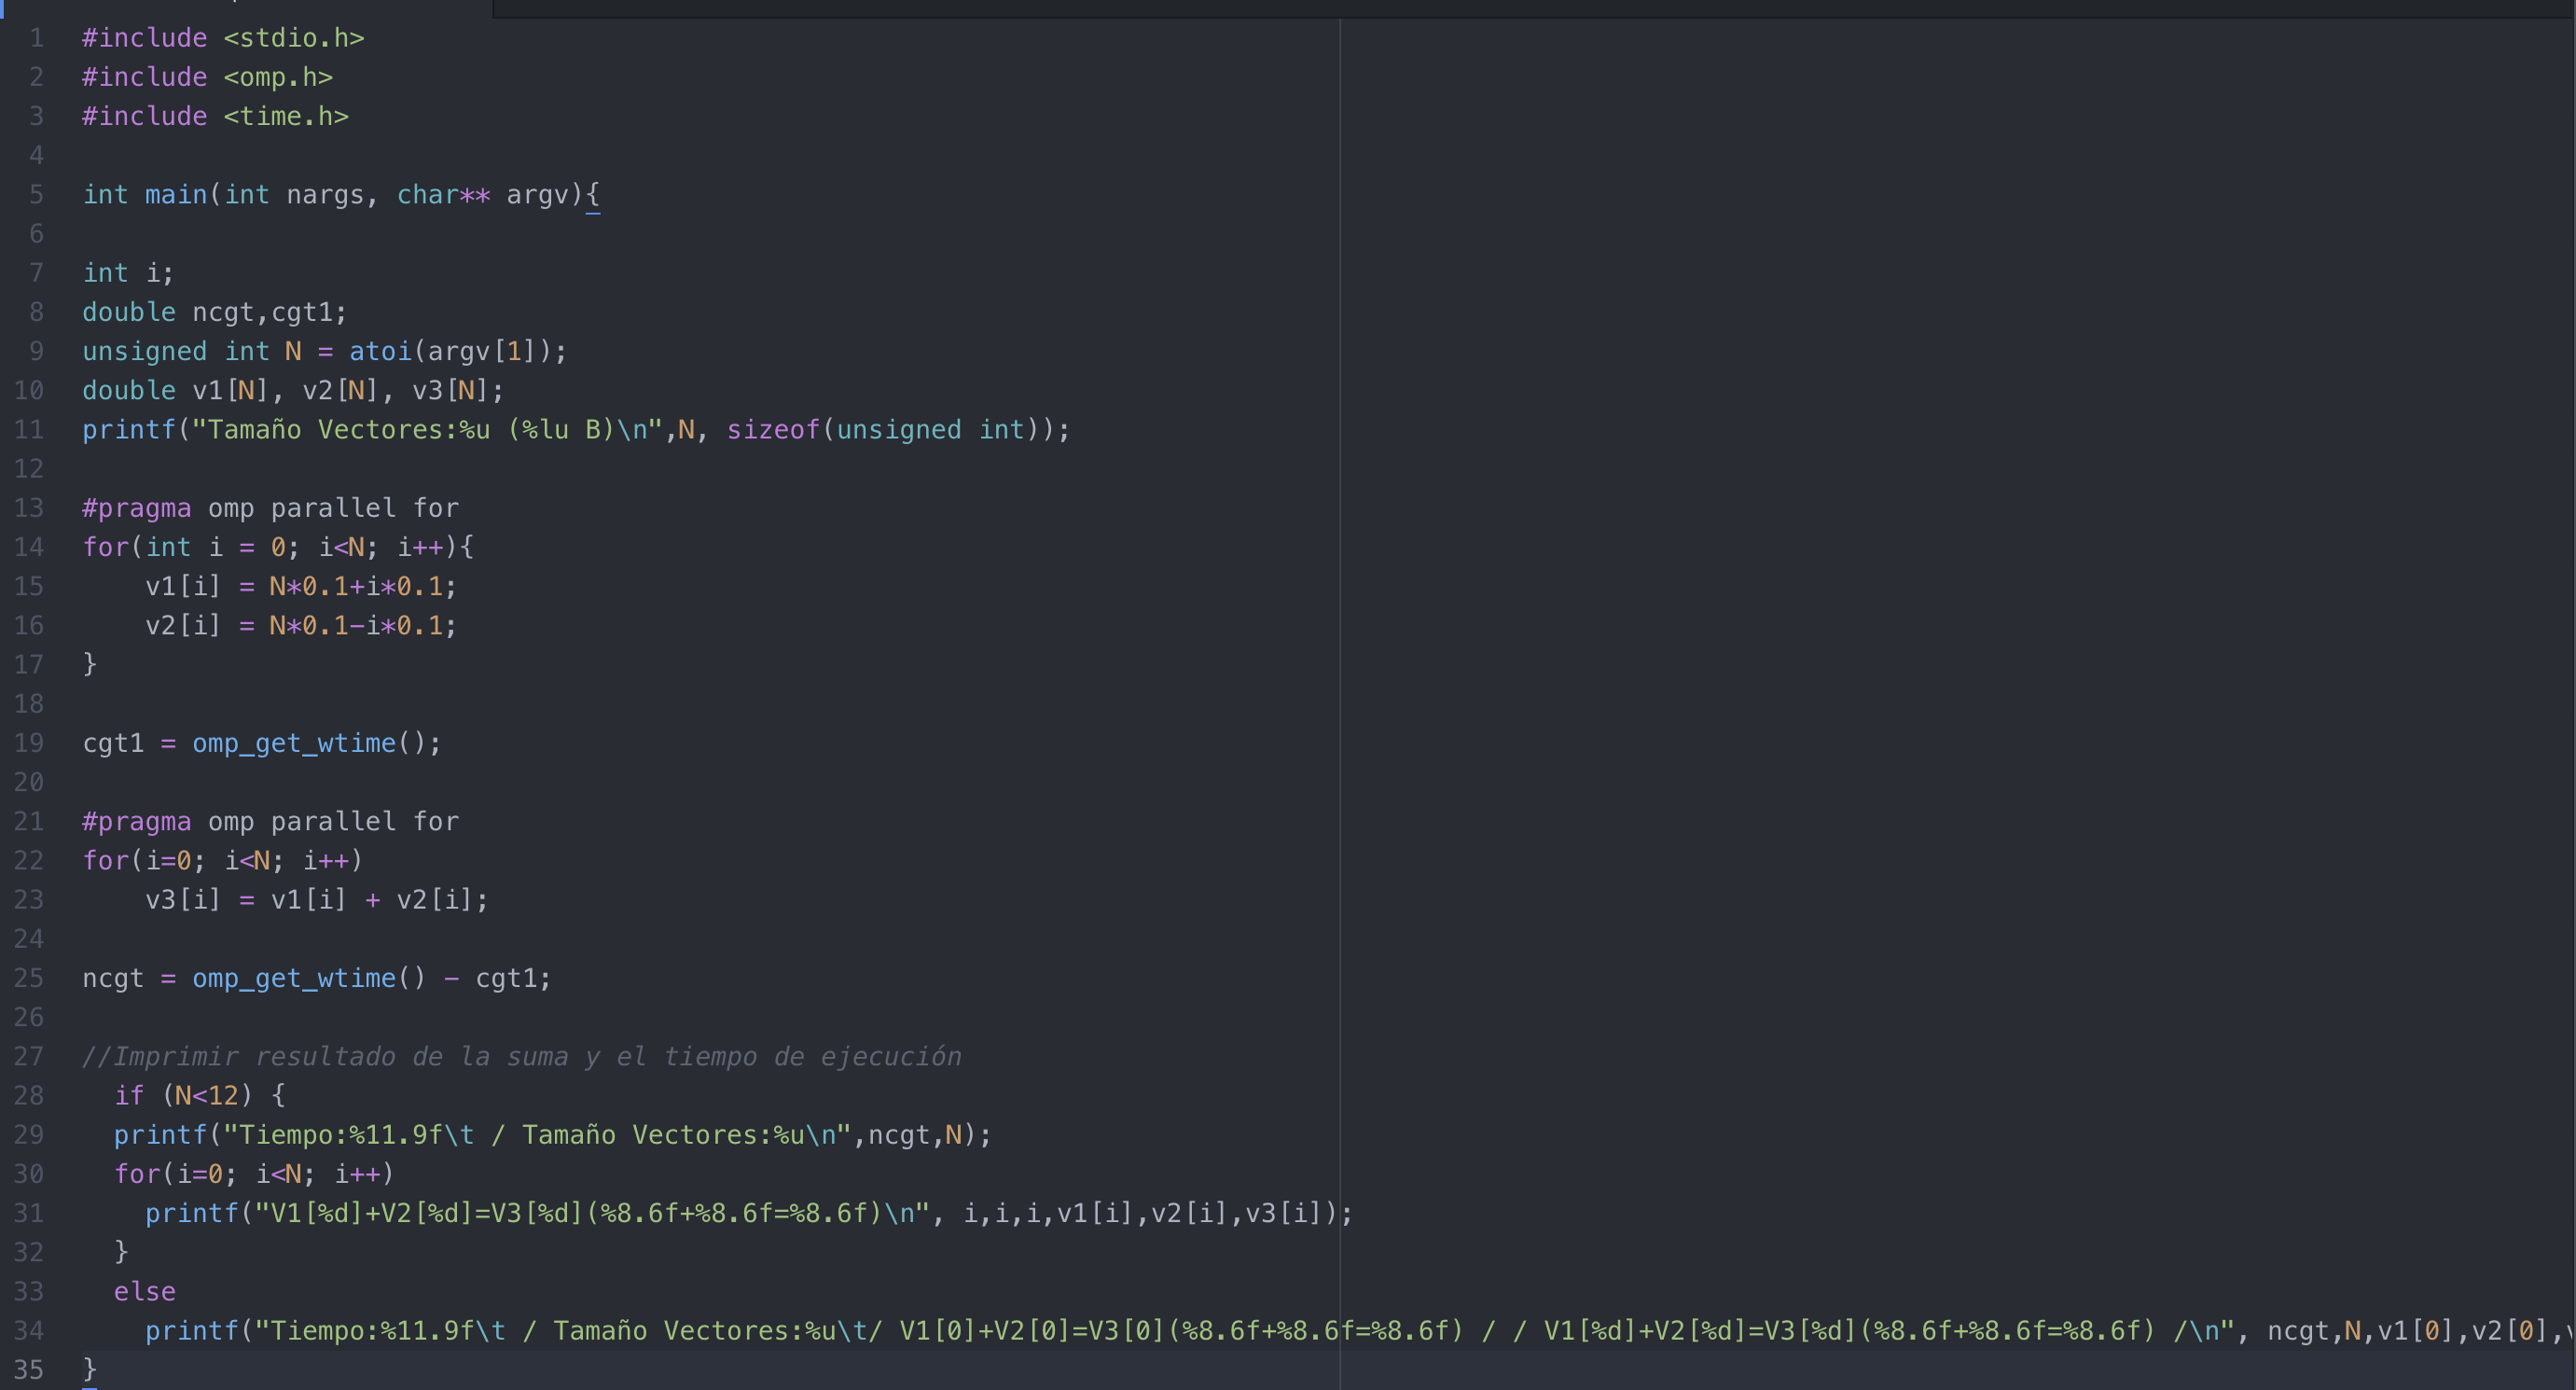 1 #include <stdio.h>
2 #include <omp.h>
3 #include <time.h>
4
5 int main(int nargs, char** argv){
6
7 int i;
8 double ncgt,cgt1;
9 unsigned int N = atoi(argv[1]);
10 double v1[N], v2[N], v3[N];
11 printf("Tamaño Vectores:%u (%lu B)\n",N, sizeof(unsigned int));
12
13 #pragma omp parallel for
14 for(int i = 0; i<N; i++){
15     v1[i] = N*0.1+i*0.1;
16     v2[i] = N*0.1-i*0.1;
17 }
18
19 cgt1 = omp_get_wtime();
20
21 #pragma omp parallel for
22 for(i=0; i<N; i++)
23     v3[i] = v1[i] + v2[i];
24
25 ncgt = omp_get_wtime() - cgt1;
26
27 //Imprimir resultado de la suma y el tiempo de ejecución
28   if (N<12) {
29   printf("Tiempo:%11.9f\t / Tamaño Vectores:%u\n",ncgt,N);
30   for(i=0; i<N; i++)
31     printf("V1[%d]+V2[%d]=V3[%d](%8.6f+%8.6f=%8.6f)\n", i,i,i,v1[i],v2[i],v3[i]);
32   }
33   else
34     printf("Tiempo:%11.9f\t / Tamaño Vectores:%u\t/ V1[0]+V2[0]=V3[0](%8.6f+%8.6f=%8.6f) / / V1[%d]+V2[%d]=V3[%d](%8.6f+%8.6f=%8.6f) /\n", ncgt,N,v1[0],v2[0],
35 }